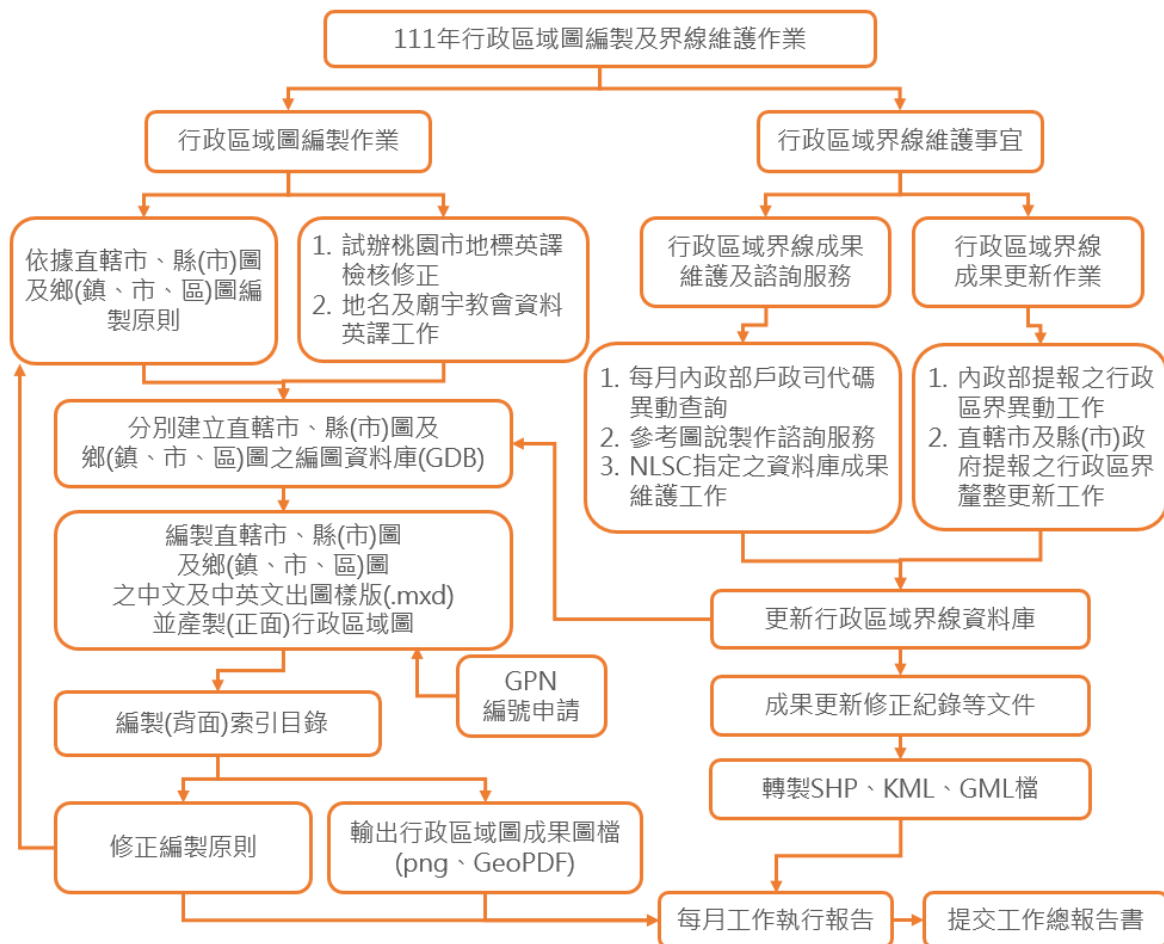 111年行政區域圖編製及界線維護作業
行政區域圖編製作業
行政區域界線維護事宜
依據直轄市、縣(市)圖
及鄉(鎮、市、區)圖編
製原則
1. 試辦桃園市地標英譯
檢核修正
2. 地名及廟宇教會資料
英譯工作
行政區域界線成果
維護及諮詢服務
行政區域界線
成果更新作業
1. 每月內政部戶政司代碼
異動查詢
2. 參考圖說製作諮詢服務
3. NLSC指定之資料庫成果
維護工作
1. 內政部提報之行政
區界異動工作
2. 直轄市及縣(市)政
府提報之行政區界
釐整更新工作
分別建立直轄市、縣(市)圖及
鄉(鎮、市、區)圖之編圖資料庫(GDB)
編製直轄市、縣(市)圖
及鄉(鎮、市、區)圖
之中文及中英文出圖樣版(.mxd)
並產製(正面)行政區域圖
更新行政區域界線資料庫
GPN
編號申請
編製(背面)索引目錄
成果更新修正紀錄等文件
轉製SHP、KML、GML檔
修正編製原則
輸出行政區域圖成果圖檔
(png、GeoPDF)
每月工作執行報告
提交工作總報告書